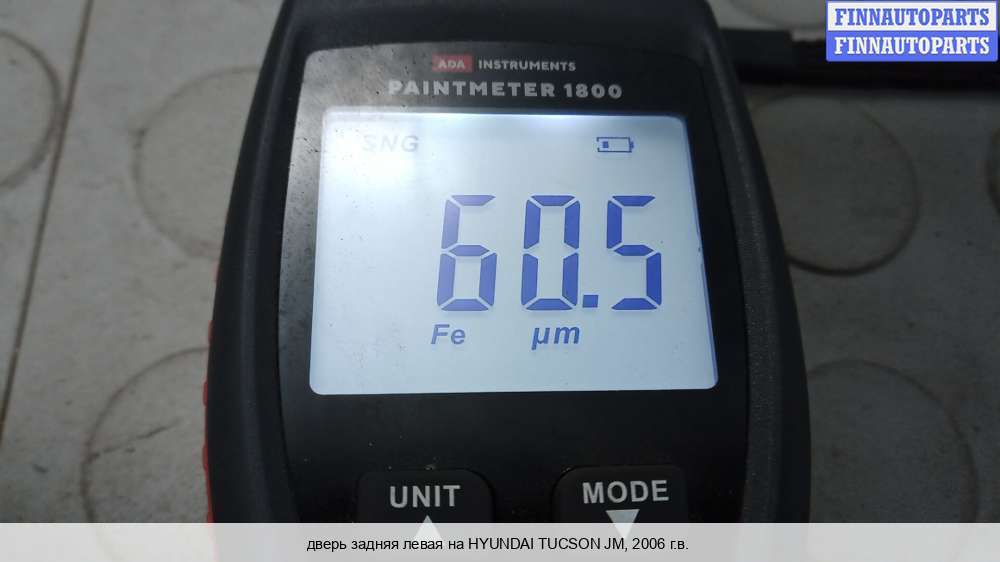 FINNAUTOPARTS
FINNAUTOPARTS
ADA INSTRUMENTS
PAINTMETER 1800
SNG
60.5
Fe µm
UNIT MODE
дверь задняя левая на HYUNDAI TUCSON JM, 2006 г.в.